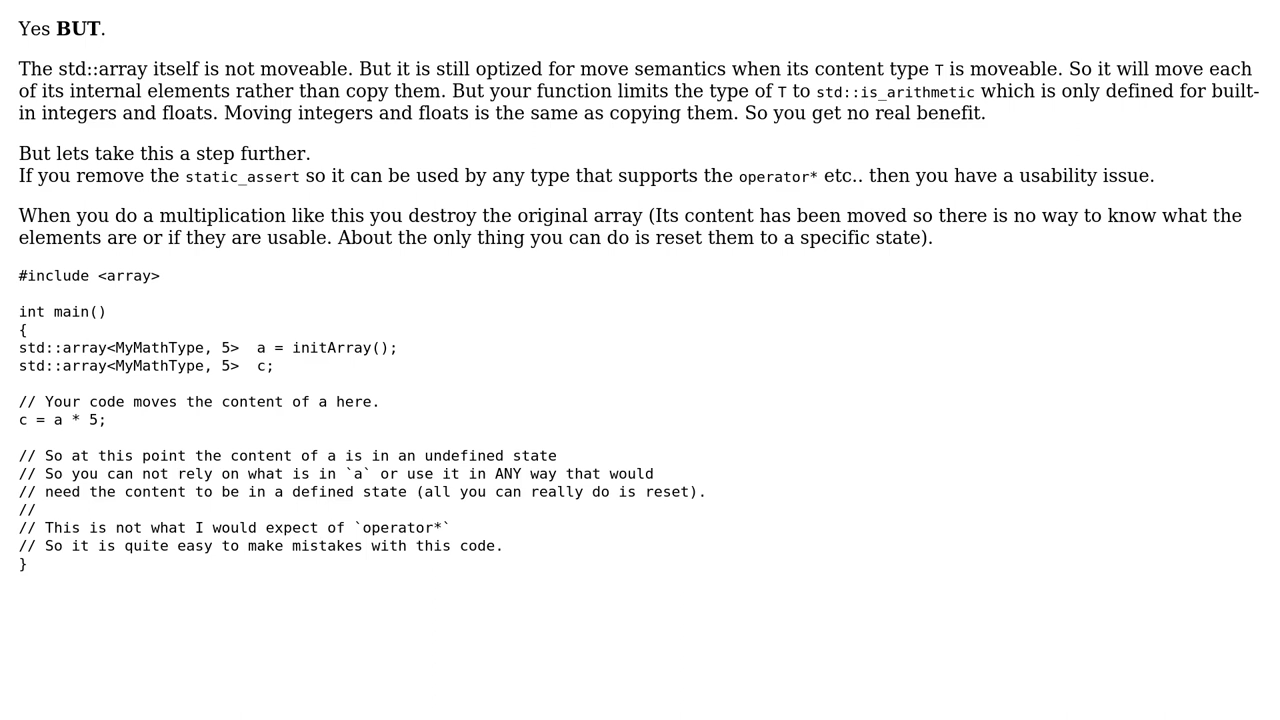 Yes BUT.
The std::array itself is not moveable. But it is still optized for move semantics when its content type T is moveable. So it will move each
of its internal elements rather than copy them. But your function limits the type of T to std::is_arithmetic which is only defined for built-
in integers and floats. Moving integers and floats is the same as copying them. So you get no real benefit.
But lets take this a step further.
If you remove the static_assert so it can be used by any type that supports the operator* etc.. then you have a usability issue.
When you do a multiplication like this you destroy the original array (Its content has been moved so there is no way to know what the
elements are or if they are usable. About the only thing you can do is reset them to a specific state).
#include <array>
int main()
{
std::array<MyMathType, 5>  a = initArray();
std::array<MyMathType, 5>  c;
// Your code moves the content of a here.
c = a * 5;
// So at this point the content of a is in an undefined state
// So you can not rely on what is in `a` or use it in ANY way that would
// need the content to be in a defined state (all you can really do is reset).
//
// This is not what I would expect of `operator*`
// So it is quite easy to make mistakes with this code.
}